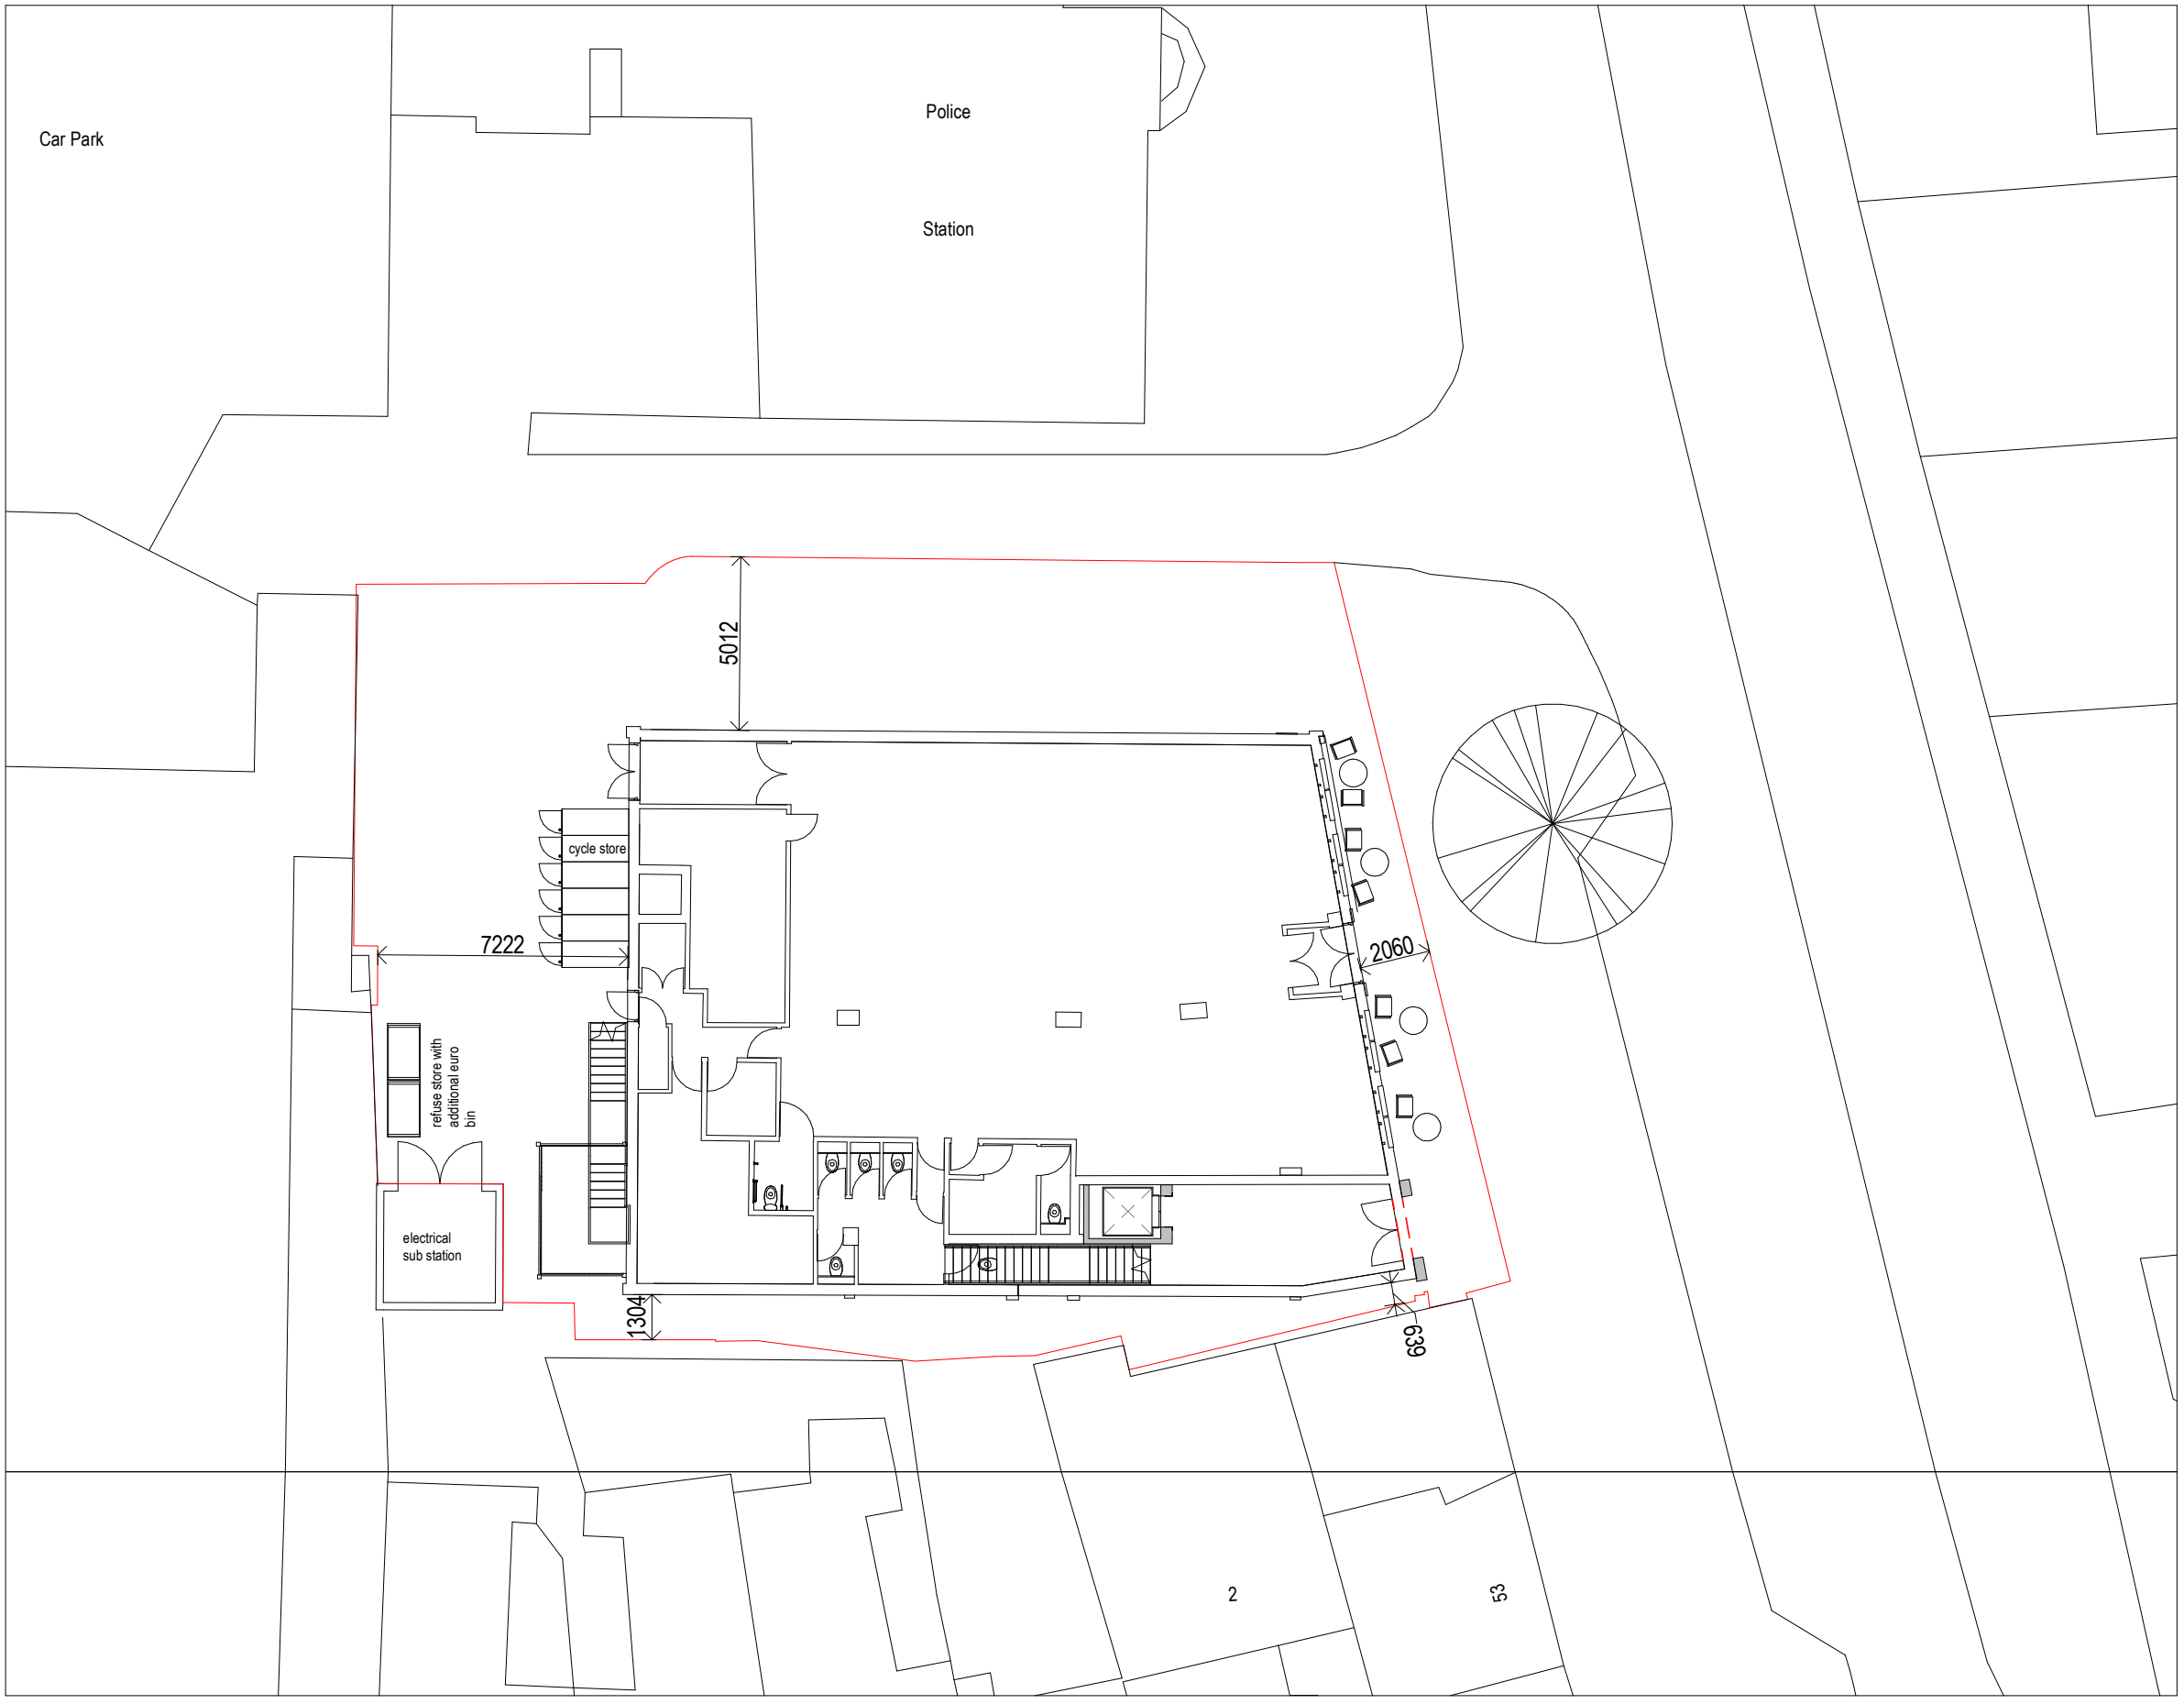 Police
Car Park
Station
5012
cycle store
7222
2060
refuse store with
additional euro
bin
electrical
sub station
1304
639
2
53